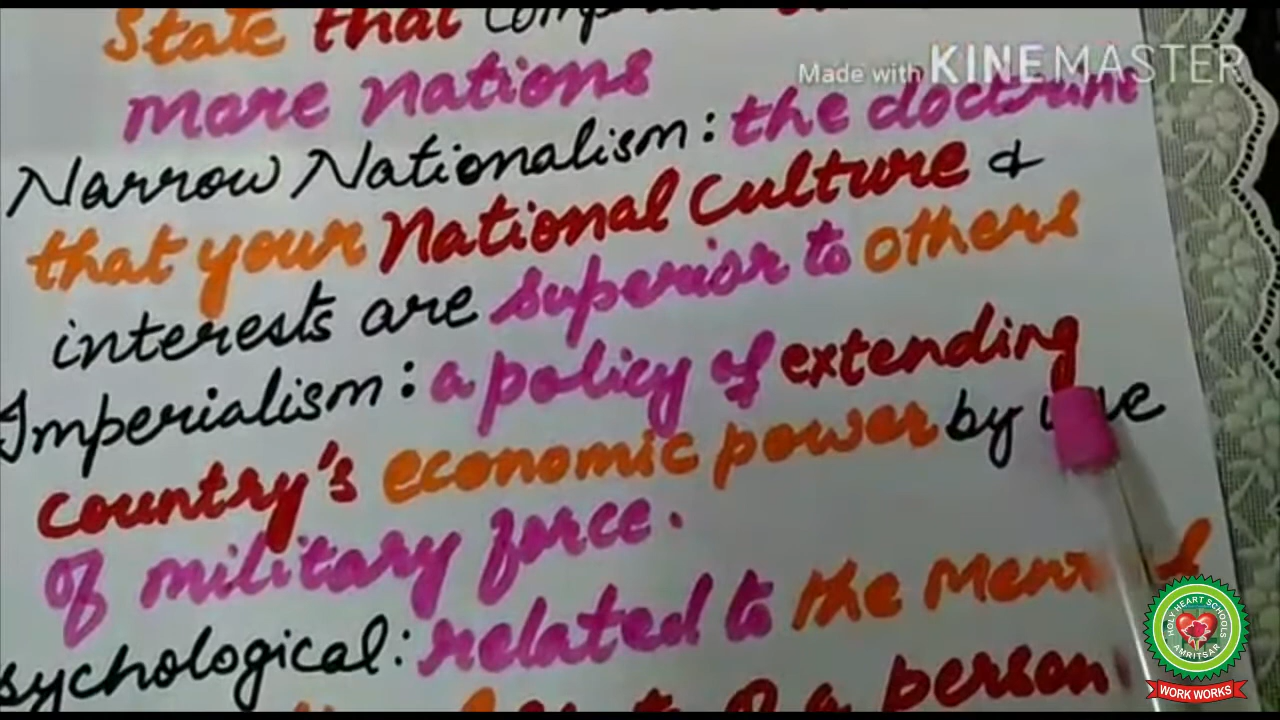 State that
more nations
Made with KINEMASTER
Narrow Nationalism: the doctrine
that your National Culture &
interests are superior to others
Imperialism: a policy of extending
country's economic power by
of military force.
sychological: related to the
of a person
HOLY HEART SCHOOLS
AMRITSAR
WORK WORKS